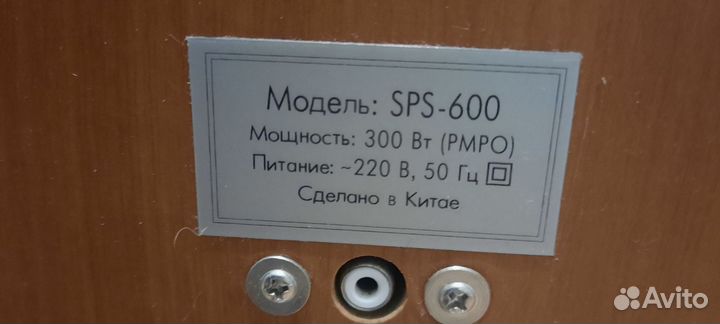 Модель: SPS-600
Мощность: 300 Вт (PMPO)
Питание: ~220 В, 50 Гц
Сделано в Китае
Avito